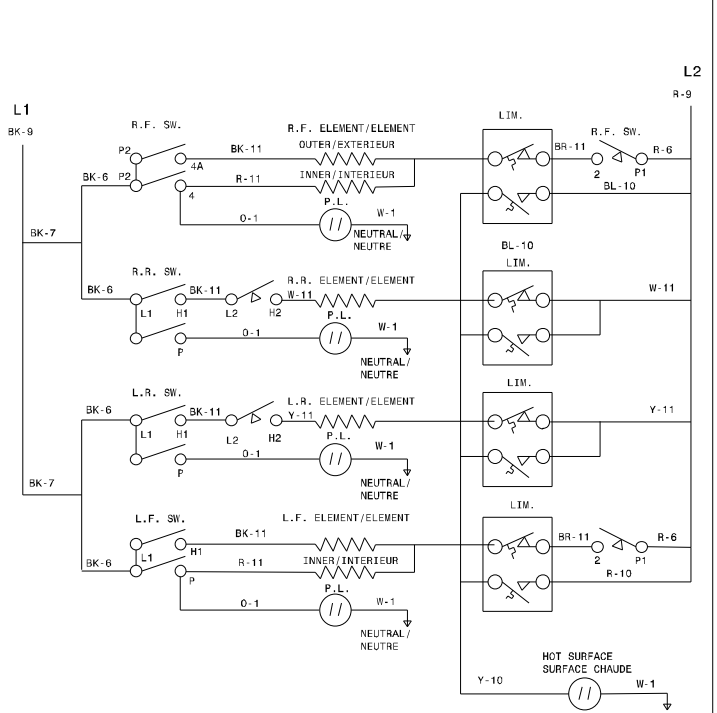 L2
R-9
L1
BK-9
R.F. SW.
R.F. ELEMENT/ELEMENT
OUTER/EXTERIEUR
LIM.
R.F. SW.
P2
BK-11
4A
BR-11
R-6
2
P1
BK-6
P2
4
R-11
INNER/INTERIEUR
BL-10
P.L.
O-1
W-1
NEUTRAL/
NEUTRE
BK-7
BL-10
LIM.
R.R. SW.
R.R. ELEMENT/ELEMENT
BK-6
BK-11
W-11
W-11
L1
H1
L2
H2
P.L.
O-1
W-1
P
NEUTRAL/
NEUTRE
L.R. SW.
L.R. ELEMENT/ELEMENT
LIM.
BK-6
BK-11
Y-11
Y-11
L1
H1
L2
H2
P.L.
O-1
W-1
P
NEUTRAL/
NEUTRE
BK-7
LIM.
L.F. SW.
L.F. ELEMENT/ELEMENT
BK-11
BR-11
R-6
H1
2
P1
L1
BK-6
R-11
INNER/INTERIEUR
R-10
P
P.L.
O-1
W-1
NEUTRAL/
NEUTRE
HOT SURFACE
SURFACE CHAUDE
Y-10
W-1